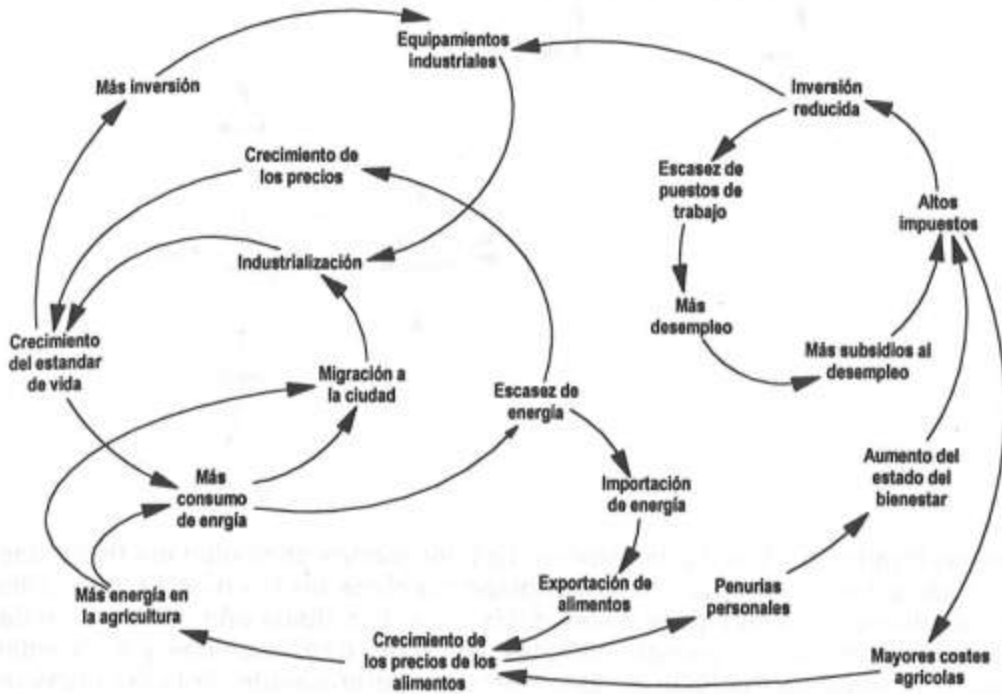 Equipamientos
industriales
Más inversión
Inversión
reducida
Crecimiento de
los precios
Escasez de
puestos de
trabajo
Altos
impuestos
Industrialización
Más
desempleo
Crecimiento
del estandar
de vida
Más subsidios al
desempleo
Migración a
la ciudad
Escasez de
energía
Aumento del
estado del
bienestar
Más
consumo
de enrgía
Importación
de energía
Exportación de
alimentos
Penurias
personales
Más energía en
la agricultura
Crecimiento de
los precios de los
alimentos
Mayores costes
agricolas